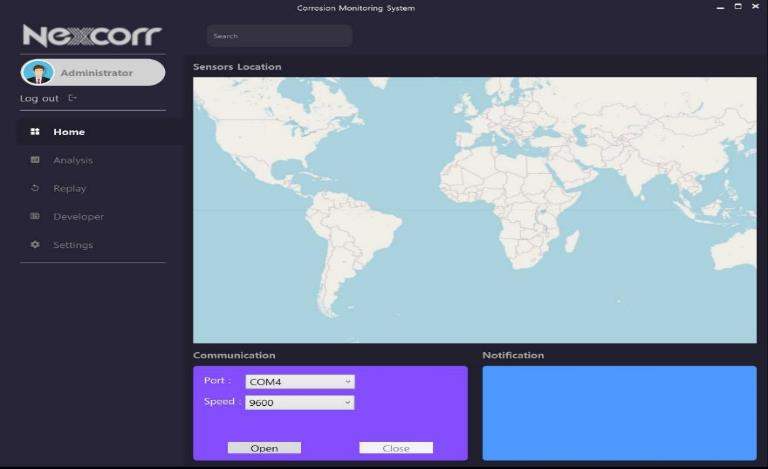 Corrosion Monitoring System
Nexcorr
Search
Administrator
Log out
Home
Analysis
Replay
Developer
Settings
Sensors Location
Communication
Port :
COM4
Speed :
9600
Open
Close
Notification